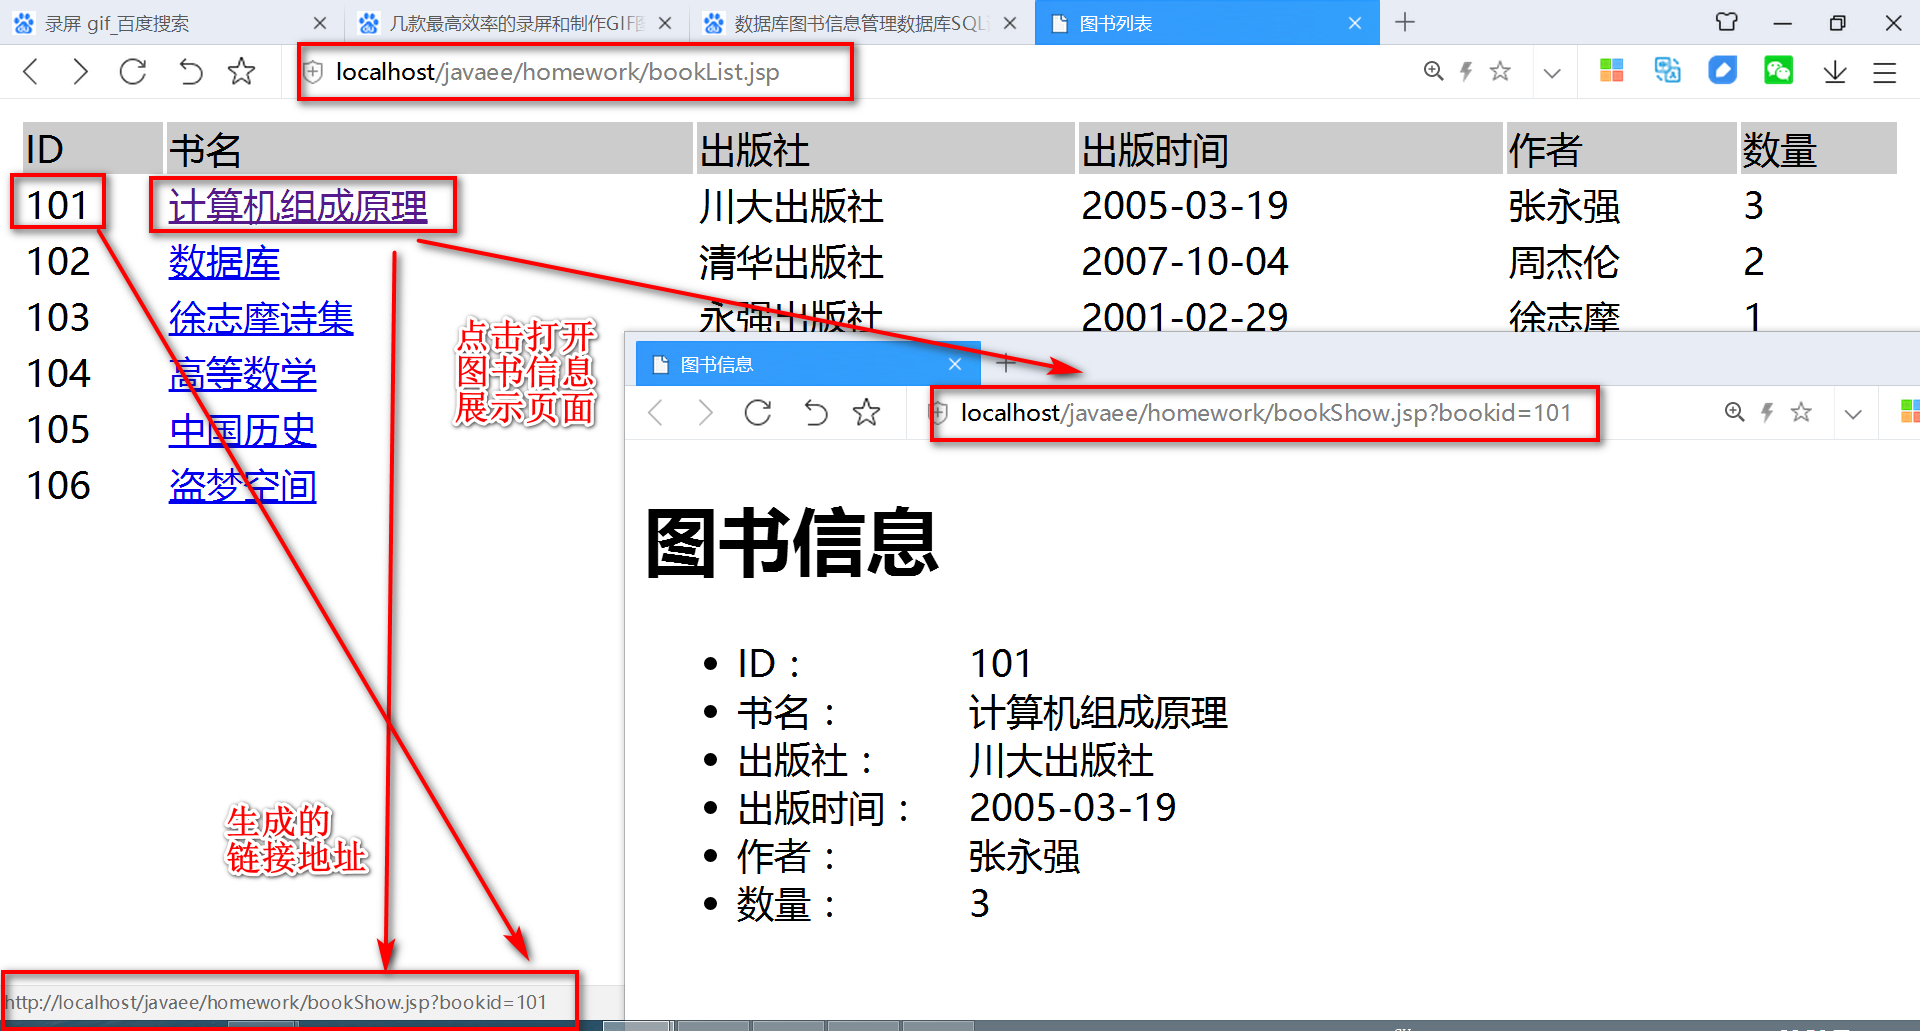 录屏 gif_百度搜索
几款最高效率的录屏和制作GIF图
数据库图书信息管理数据库SQL
图书列表
localhost/javaee/homework/bookList.jsp
ID 书名 出版社 出版时间 作者 数量
101 计算机组成原理 川大出版社 2005-03-19 张永强 3
102 数据库 清华出版社 2007-10-04 周杰伦 2
103 徐志摩诗集 永强出版社 2001-02-29 徐志摩 1
104 高等数学
105 中国历史
106 盗梦空间
点击打开
图书信息
展示页面
图书信息
localhost/javaee/homework/bookShow.jsp?bookid=101
图书信息
ID： 101
书名： 计算机组成原理
出版社： 川大出版社
出版时间： 2005-03-19
作者： 张永强
数量： 3
生成的
链接地址
http://localhost/javaee/homework/bookShow.jsp?bookid=101